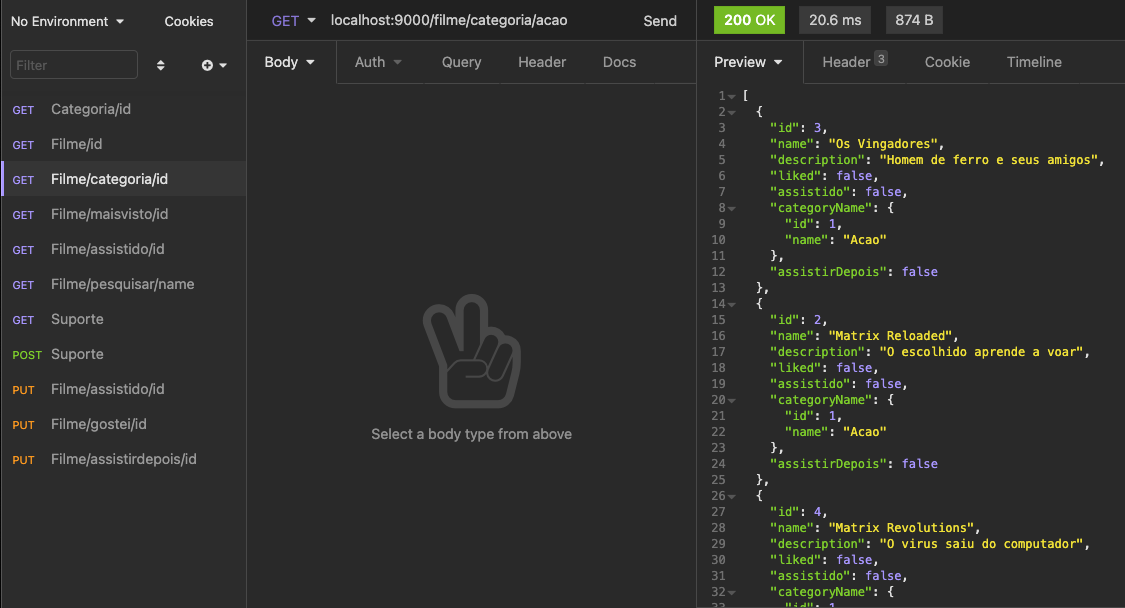 No Environment Cookies
Filter
GET Categoria/id
GET Filme/id
GET Filme/categoria/id
GET Filme/maisvisto/id
GET Filme/assistido/id
GET Filme/pesquisar/name
GET Suporte
POST Suporte
PUT Filme/assistido/id
PUT Filme/gostei/id
PUT Filme/assistirdepois/id
GET localhost:9000/filme/categoria/acao Send
Body Auth Query Header Docs
Select a body type from above
200 OK 20.6 ms 874 B
Preview Header 3 Cookie Timeline
1 [
2 {
3 "id": 3,
4 "name": "Os Vingadores",
5 "description": "Homem de ferro e seus amigos",
6 "liked": false,
7 "assistido": false,
8 "categoryName": {
9 "id": 1,
10 "name": "Acao"
11 },
12 "assistirDepois": false
13 },
14 {
15 "id": 2,
16 "name": "Matrix Reloaded",
17 "description": "O escolhido aprende a voar",
18 "liked": false,
19 "assistido": false,
20 "categoryName": {
21 "id": 1,
22 "name": "Acao"
23 },
24 "assistirDepois": false
25 },
26 {
27 "id": 4,
28 "name": "Matrix Revolutions",
29 "description": "O virus saiu do computador",
30 "liked": false,
31 "assistido": false,
32 "categoryName": {
33 "id": 1